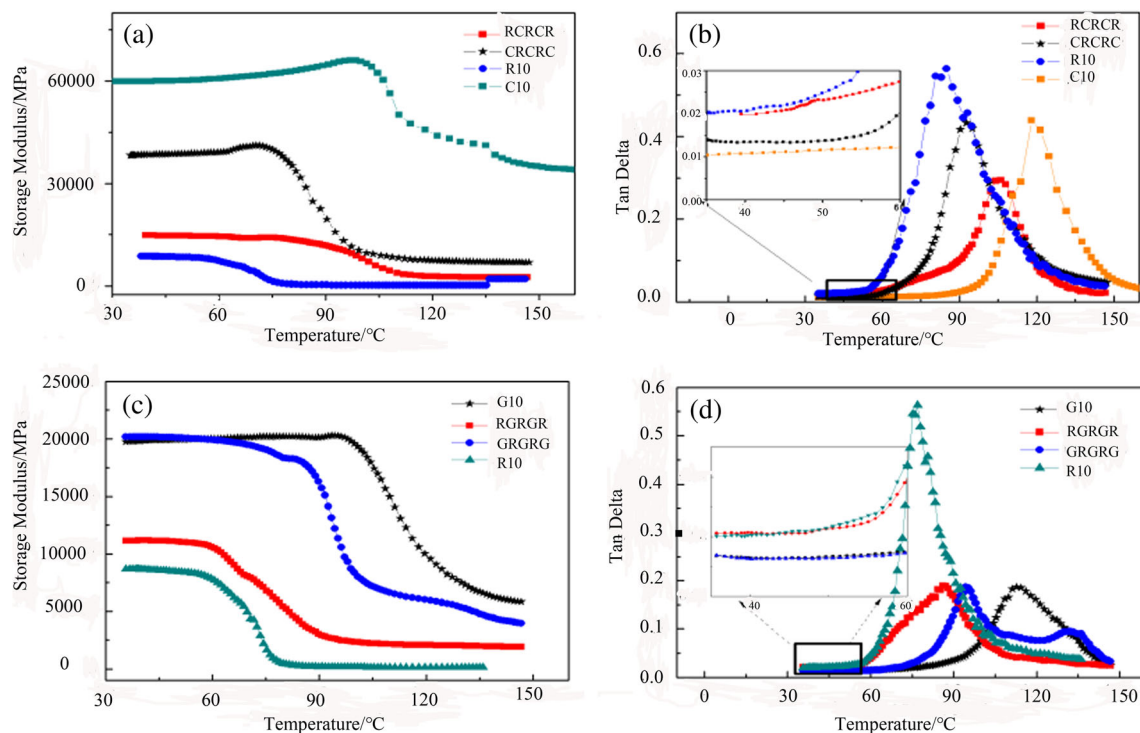 (a)
RCRCR
CRCRC
R10
C10
Storage Modulus/MPa
60000
30000
0
30 60 90 120 150
Temperature/°C
(b)
RCRCR
CRCRC
R10
C10
Tan Delta
0.6
0.4
0.2
0.0
0.03
0.02
0.01
0.00
40 50 6
0 30 60 90 120 150
Temperature/°C
(c)
G10
RGRGR
GRGRG
R10
Storage Modulus/MPa
25000
20000
15000
10000
5000
0
30 60 90 120 150
Temperature/°C
(d)
G10
RGRGR
GRGRG
R10
Tan Delta
0.6
0.5
0.4
0.3
0.2
0.1
0.0
40 60
0 30 60 90 120 150
Temperature/°C